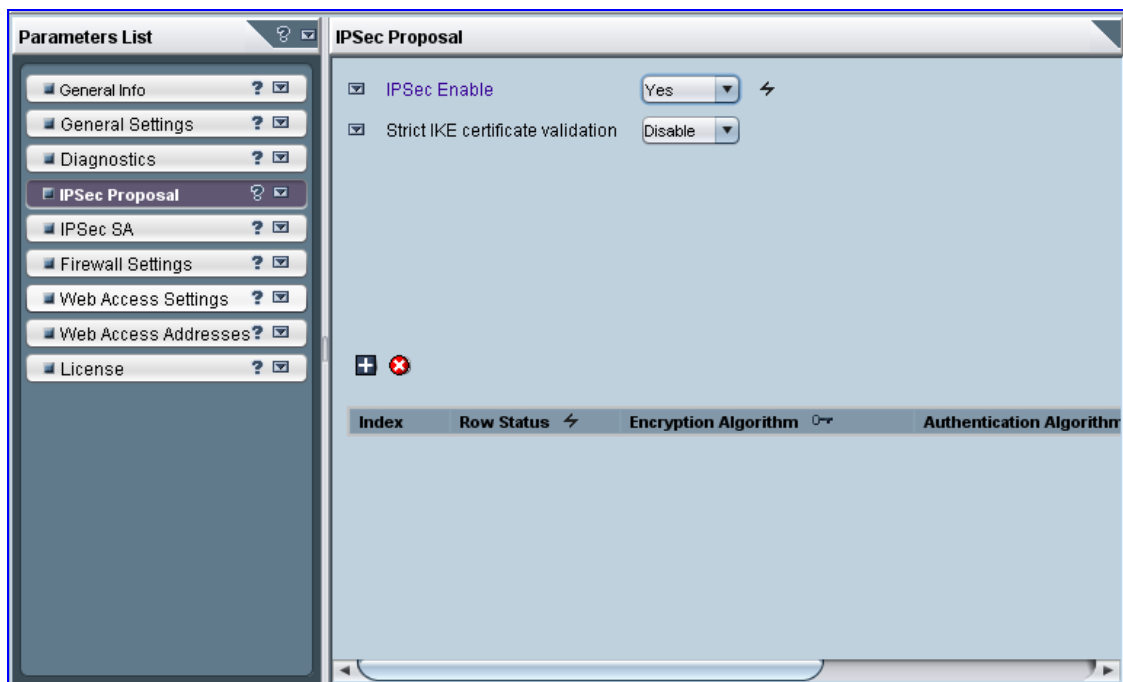 Parameters List
General Info
General Settings
Diagnostics
IPSec Proposal
IPSec SA
Firewall Settings
Web Access Settings
Web Access Addresses
License
IPSec Proposal
IPSec Enable Yes
Strict IKE certificate validation Disable
Index Row Status Encryption Algorithm Authentication Algorithm